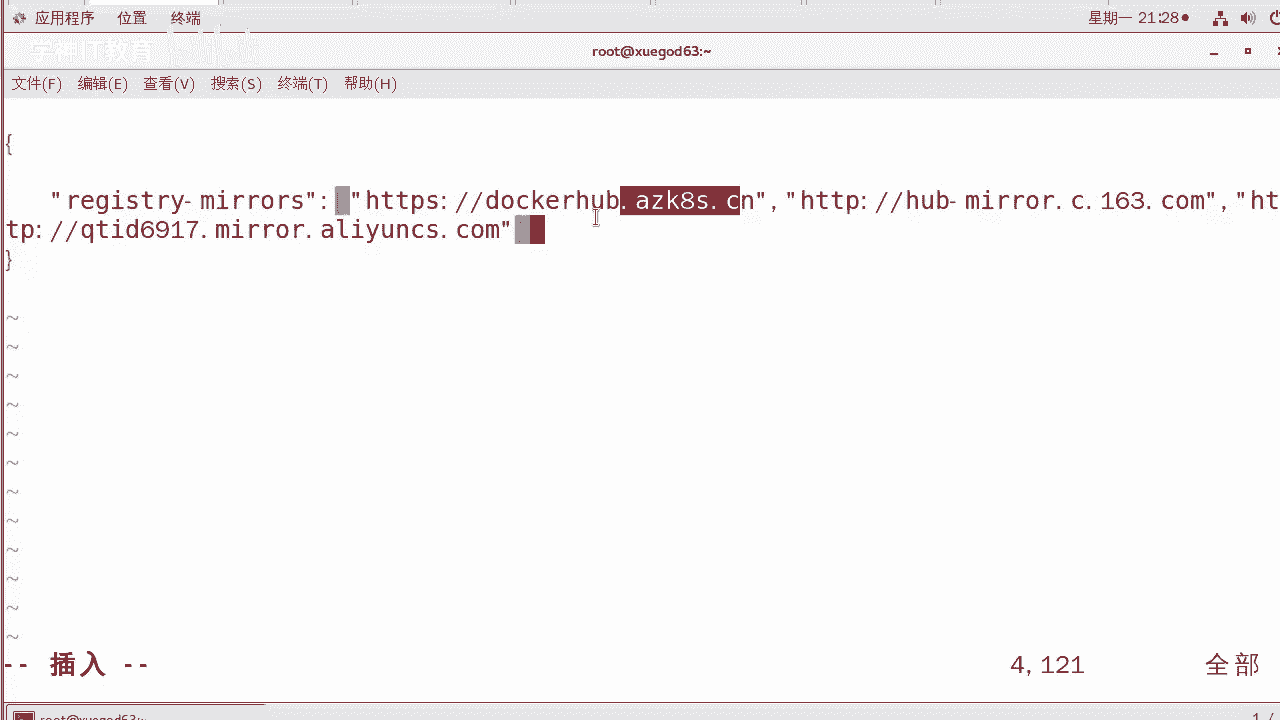 应用程序 位置 终端 星期一 21:28
学神IT教育
root@xuegod63:~
文件(F) 编辑(E) 查看(V) 搜索(S) 终端(T) 帮助(H)
{
"registry-mirrors": ["https://dockerhub.azk8s.cn","http://hub-mirror.c.163.com","ht
tp://qtid6917.mirror.aliyuncs.com"]
}
~
~
~
~
~
~
~
~
~
~
~
~
-- 插入 -- 4,121 全部
root@xuegod63:~ 1 /